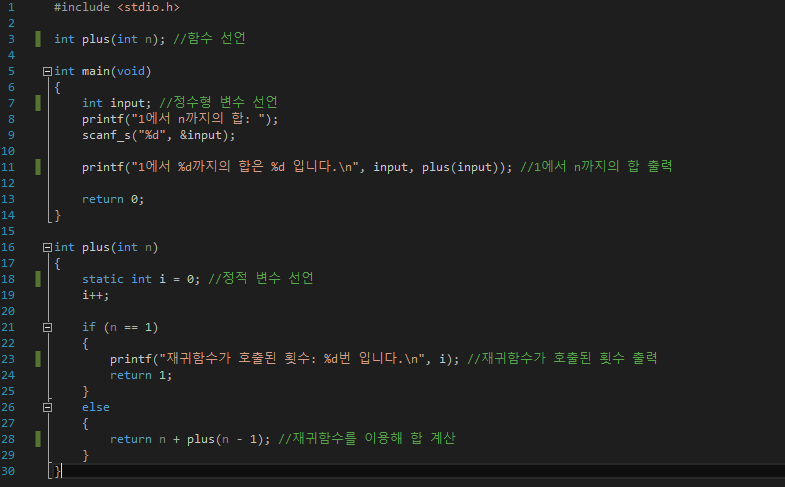 1 #include <stdio.h>
2
3 int plus(int n); //함수 선언
4
5 int main(void)
6 {
7 int input; //정수형 변수 선언
8 printf("1에서 n까지의 합: ");
9 scanf_s("%d", &input);
10
11 printf("1에서 %d까지의 합은 %d 입니다.\n", input, plus(input)); //1에서 n까지의 합 출력
12
13 return 0;
14 }
15
16 int plus(int n)
17 {
18 static int i = 0; //정적 변수 선언
19 i++;
20
21 if (n == 1)
22 {
23 printf("재귀함수가 호출된 횟수: %d번 입니다.\n", i); //재귀함수가 호출된 횟수 출력
24 return 1;
25 }
26 else
27 {
28 return n + plus(n - 1); //재귀함수를 이용해 합 계산
29 }
30 }